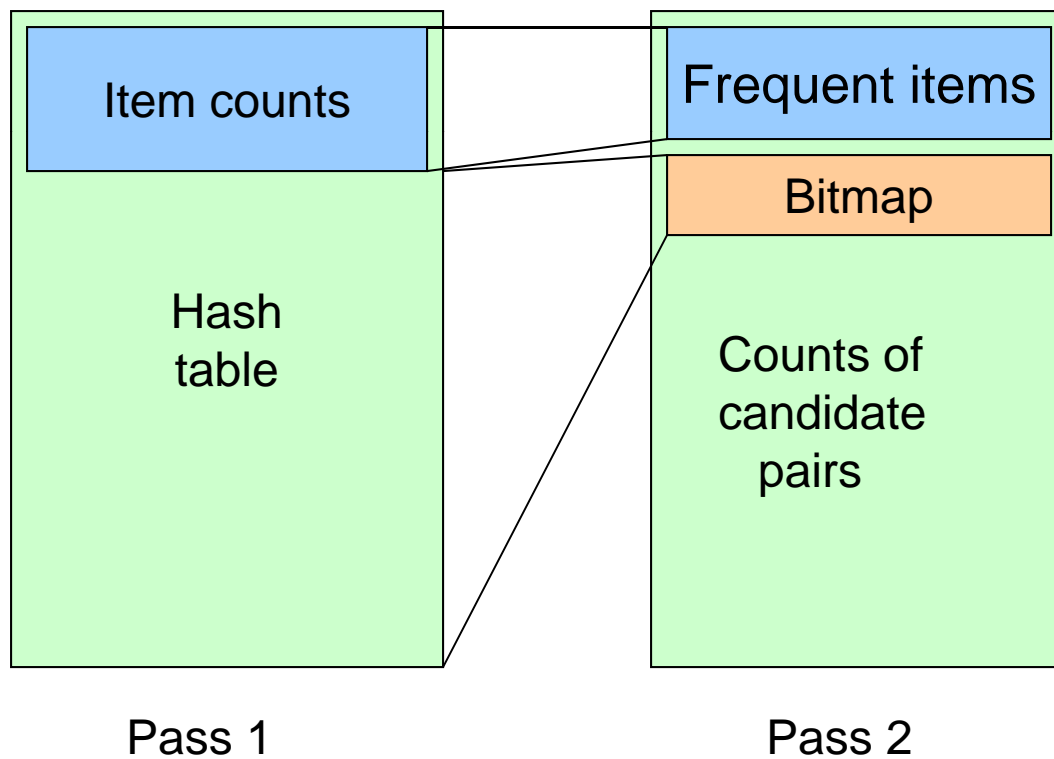 Item counts
Hash
table
Pass 1
Frequent items
Bitmap
Counts of
candidate
pairs
Pass 2